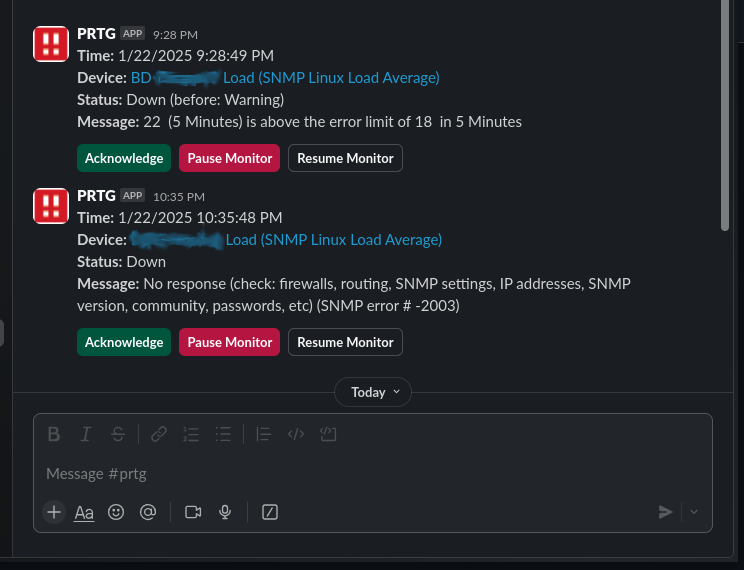 PRTG APP 9:28 PM
Time: 1/22/2025 9:28:49 PM
Device: BD Load (SNMP Linux Load Average)
Status: Down (before: Warning)
Message: 22  (5 Minutes) is above the error limit of 18  in 5 Minutes
Acknowledge Pause Monitor Resume Monitor
PRTG APP 10:35 PM
Time: 1/22/2025 10:35:48 PM
Device: Load (SNMP Linux Load Average)
Status: Down
Message: No response (check: firewalls, routing, SNMP settings, IP addresses, SNMP
version, community, passwords, etc) (SNMP error # -2003)
Acknowledge Pause Monitor Resume Monitor
Today
B I S
Message #prtg
Aa